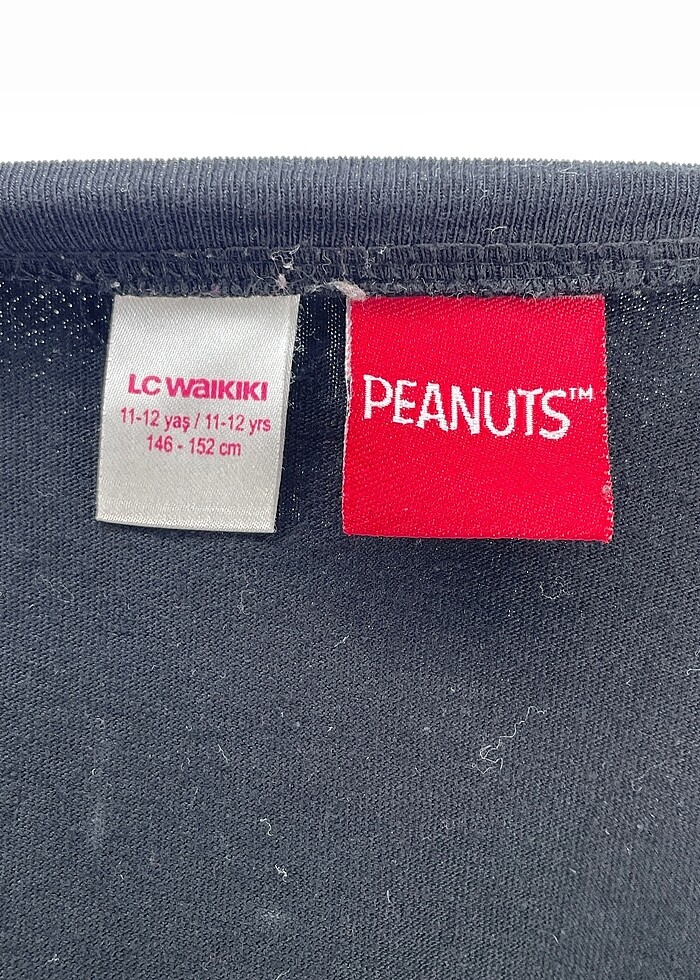 LC WAIKIKI
11-12 yaş / 11-12 yrs
146 - 152 cm
PEANUTS™